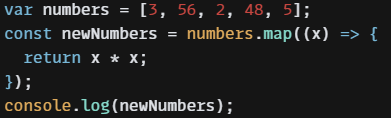 var numbers = [3, 56, 2, 48, 5];
const newNumbers = numbers.map((x) => {
  return x * x;
});
console.log(newNumbers);